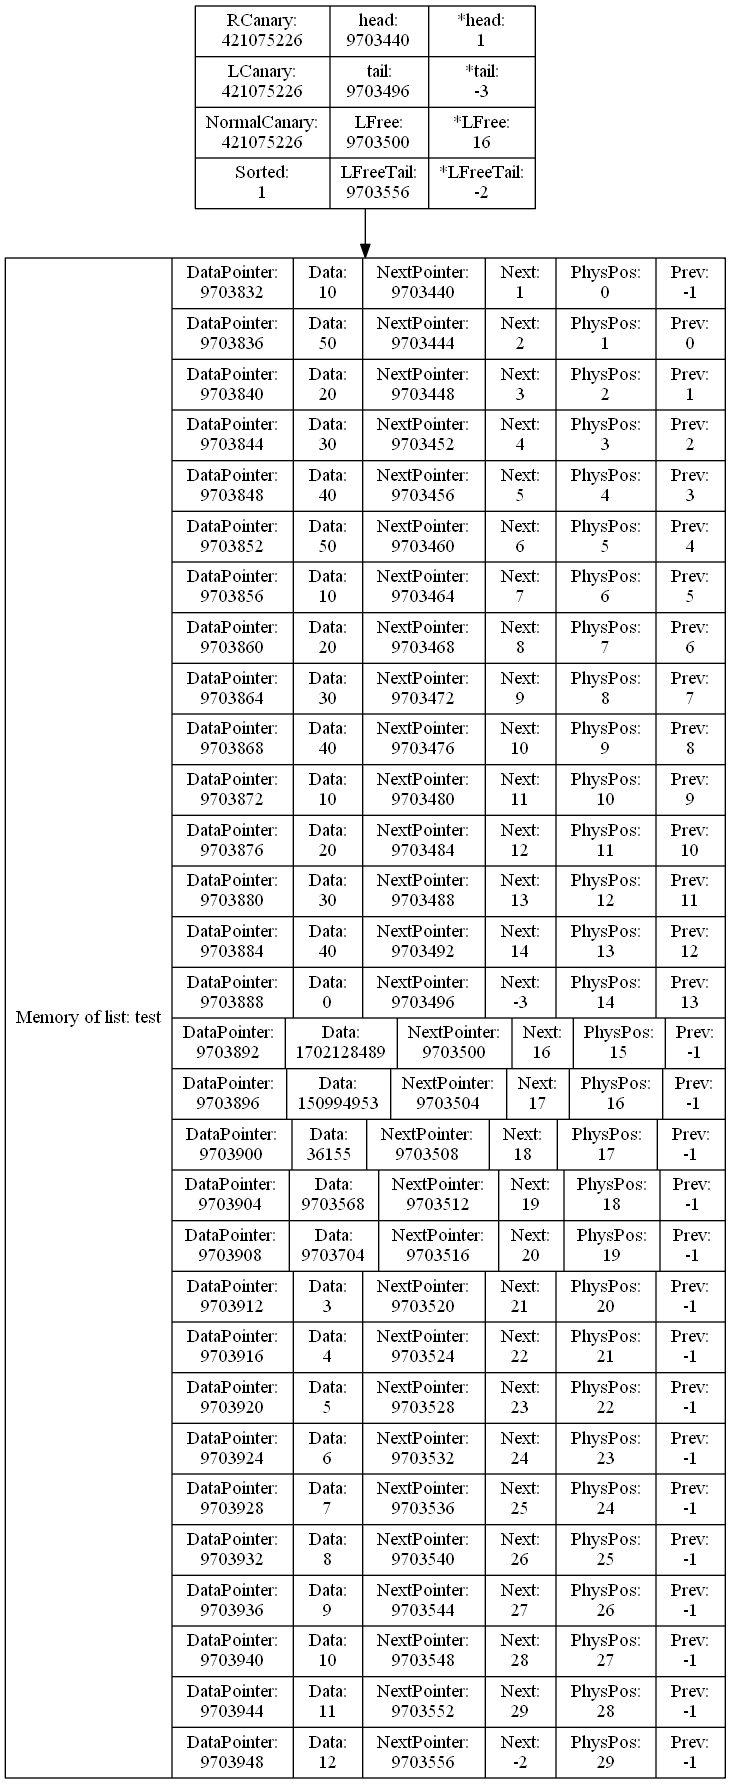 RCanary: head: *head:
421075226 9703440 1
LCanary: tail: *tail:
421075226 9703496 -3
NormalCanary: LFree: *LFree:
421075226 9703500 16
Sorted: LFreeTail: *LFreeTail:
1 9703556 -2
DataPointer: Data: NextPointer: Next: PhysPos: Prev:
9703832 10 9703440 1 0 -1
DataPointer: Data: NextPointer: Next: PhysPos: Prev:
9703836 50 9703444 2 1 0
DataPointer: Data: NextPointer: Next: PhysPos: Prev:
9703840 20 9703448 3 2 1
DataPointer: Data: NextPointer: Next: PhysPos: Prev:
9703844 30 9703452 4 3 2
DataPointer: Data: NextPointer: Next: PhysPos: Prev:
9703848 40 9703456 5 4 3
DataPointer: Data: NextPointer: Next: PhysPos: Prev:
9703852 50 9703460 6 5 4
DataPointer: Data: NextPointer: Next: PhysPos: Prev:
9703856 10 9703464 7 6 5
DataPointer: Data: NextPointer: Next: PhysPos: Prev:
9703860 20 9703468 8 7 6
DataPointer: Data: NextPointer: Next: PhysPos: Prev:
9703864 30 9703472 9 8 7
DataPointer: Data: NextPointer: Next: PhysPos: Prev:
9703868 40 9703476 10 9 8
DataPointer: Data: NextPointer: Next: PhysPos: Prev:
9703872 10 9703480 11 10 9
DataPointer: Data: NextPointer: Next: PhysPos: Prev:
9703876 20 9703484 12 11 10
DataPointer: Data: NextPointer: Next: PhysPos: Prev:
9703880 30 9703488 13 12 11
DataPointer: Data: NextPointer: Next: PhysPos: Prev:
9703884 40 9703492 14 13 12
DataPointer: Data: NextPointer: Next: PhysPos: Prev:
9703888 0 9703496 -3 14 13
Memory of list: test
DataPointer: Data: NextPointer: Next: PhysPos: Prev:
9703892 1702128489 9703500 16 15 -1
DataPointer: Data: NextPointer: Next: PhysPos: Prev:
9703896 150994953 9703504 17 16 -1
DataPointer: Data: NextPointer: Next: PhysPos: Prev:
9703900 36155 9703508 18 17 -1
DataPointer: Data: NextPointer: Next: PhysPos: Prev:
9703904 9703568 9703512 19 18 -1
DataPointer: Data: NextPointer: Next: PhysPos: Prev:
9703908 9703704 9703516 20 19 -1
DataPointer: Data: NextPointer: Next: PhysPos: Prev:
9703912 3 9703520 21 20 -1
DataPointer: Data: NextPointer: Next: PhysPos: Prev:
9703916 4 9703524 22 21 -1
DataPointer: Data: NextPointer: Next: PhysPos: Prev:
9703920 5 9703528 23 22 -1
DataPointer: Data: NextPointer: Next: PhysPos: Prev:
9703924 6 9703532 24 23 -1
DataPointer: Data: NextPointer: Next: PhysPos: Prev:
9703928 7 9703536 25 24 -1
DataPointer: Data: NextPointer: Next: PhysPos: Prev:
9703932 8 9703540 26 25 -1
DataPointer: Data: NextPointer: Next: PhysPos: Prev:
9703936 9 9703544 27 26 -1
DataPointer: Data: NextPointer: Next: PhysPos: Prev:
9703940 10 9703548 28 27 -1
DataPointer: Data: NextPointer: Next: PhysPos: Prev:
9703944 11 9703552 29 28 -1
DataPointer: Data: NextPointer: Next: PhysPos: Prev:
9703948 12 9703556 -2 29 -1